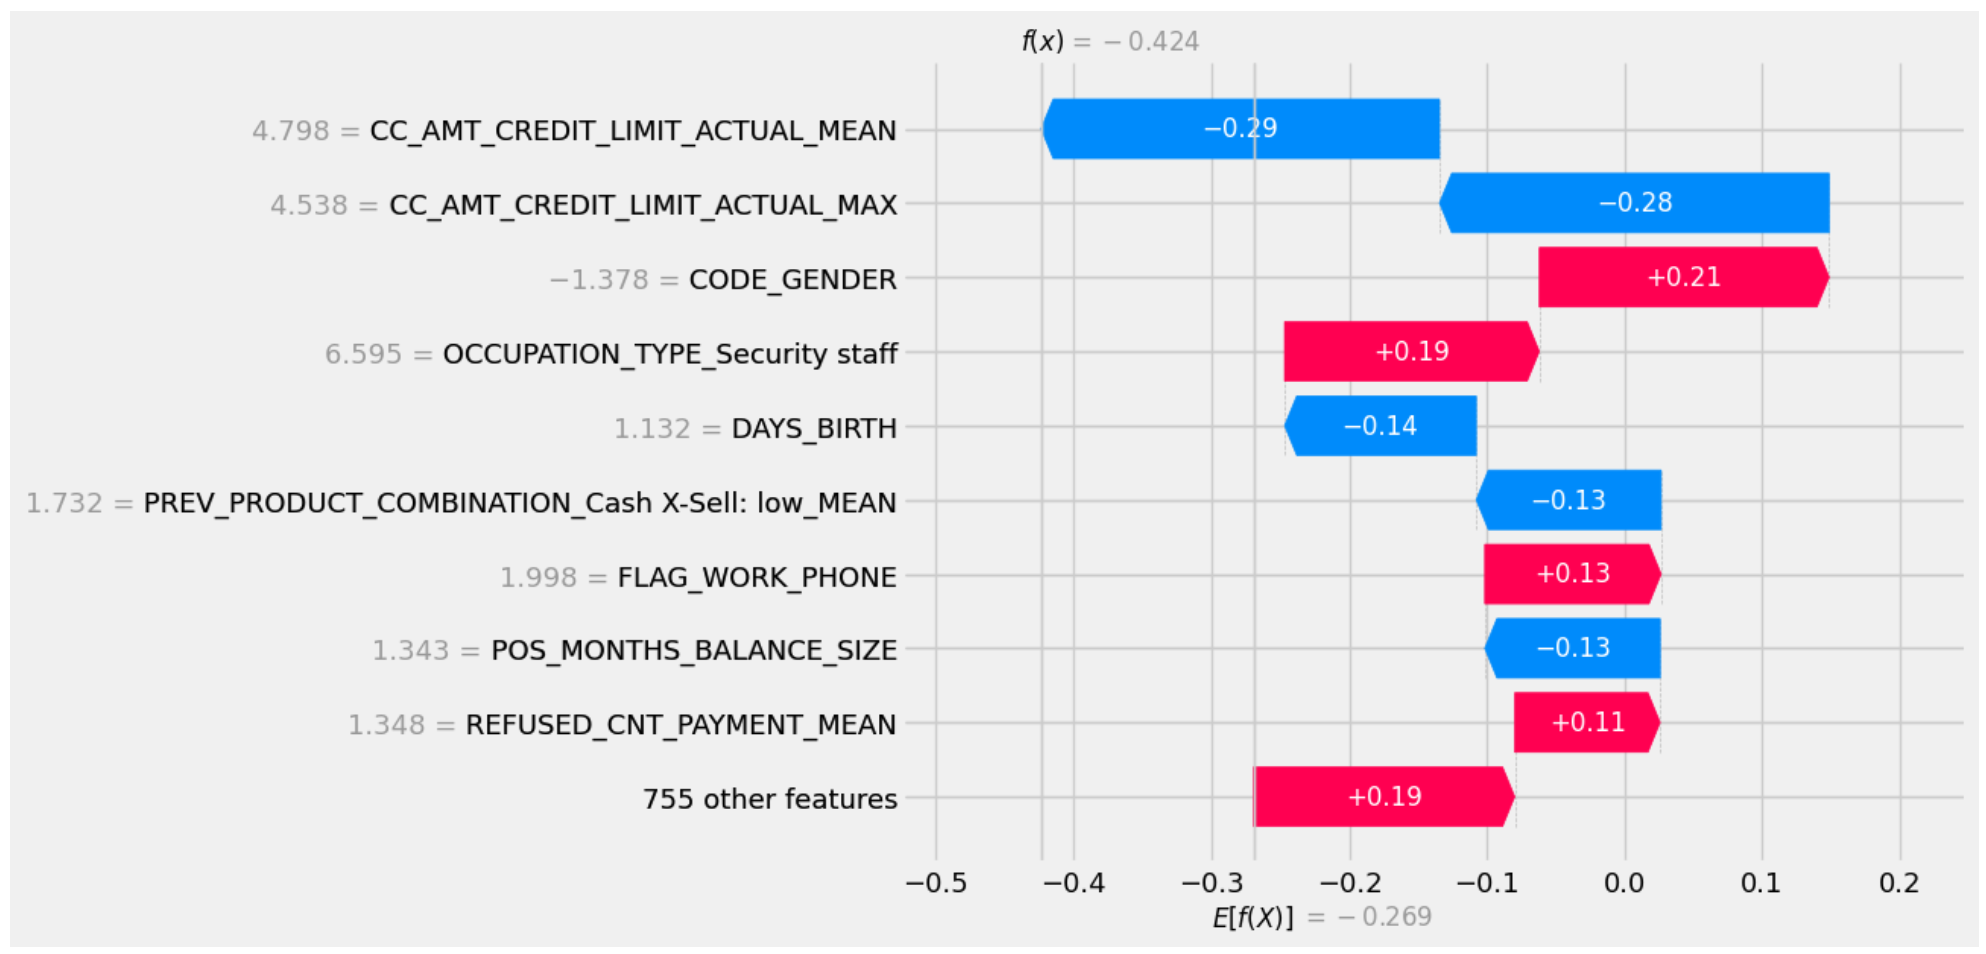 f(x) = −0.424
4.798 = CC_AMT_CREDIT_LIMIT_ACTUAL_MEAN −0.29
4.538 = CC_AMT_CREDIT_LIMIT_ACTUAL_MAX −0.28
−1.378 = CODE_GENDER +0.21
6.595 = OCCUPATION_TYPE_Security staff +0.19
1.132 = DAYS_BIRTH −0.14
1.732 = PREV_PRODUCT_COMBINATION_Cash X-Sell: low_MEAN −0.13
1.998 = FLAG_WORK_PHONE +0.13
1.343 = POS_MONTHS_BALANCE_SIZE −0.13
1.348 = REFUSED_CNT_PAYMENT_MEAN +0.11
755 other features +0.19
−0.5 −0.4 −0.3 −0.2 −0.1 0.0 0.1 0.2
E[f(X)] = −0.269